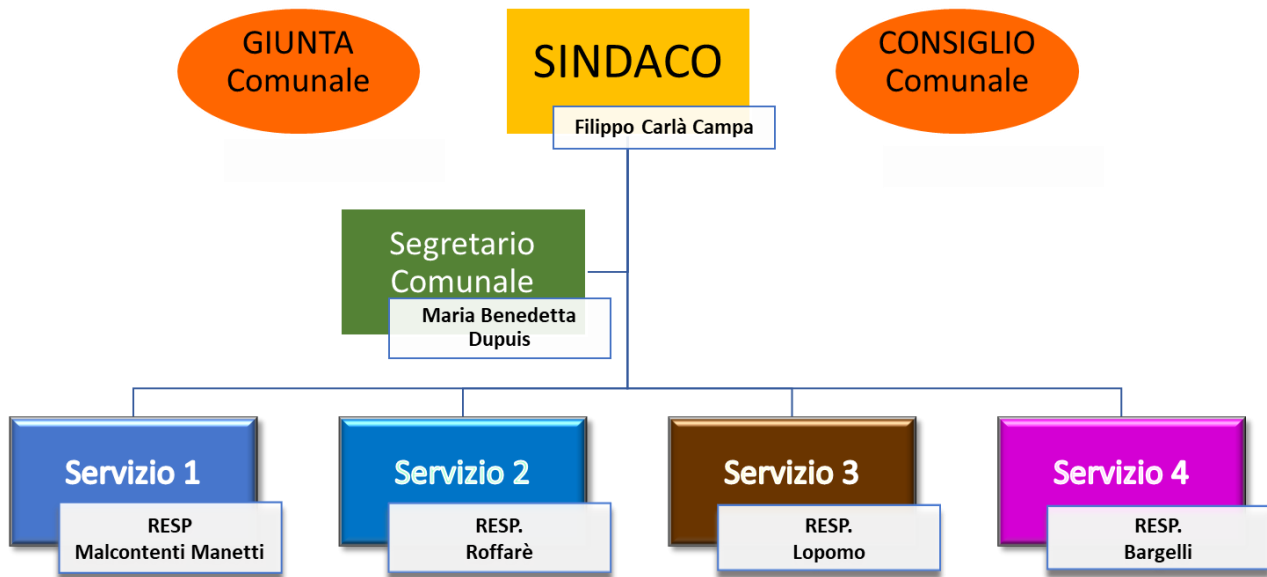 GIUNTA
Comunale
SINDACO
Filippo Carlà Campa
CONSIGLIO
Comunale
Segretario
Comunale
Maria Benedetta
Dupuis
Servizio 1
RESP
Malcontenti Manetti
Servizio 2
RESP.
Roffarè
Servizio 3
RESP.
Lopomo
Servizio 4
RESP.
Bargelli